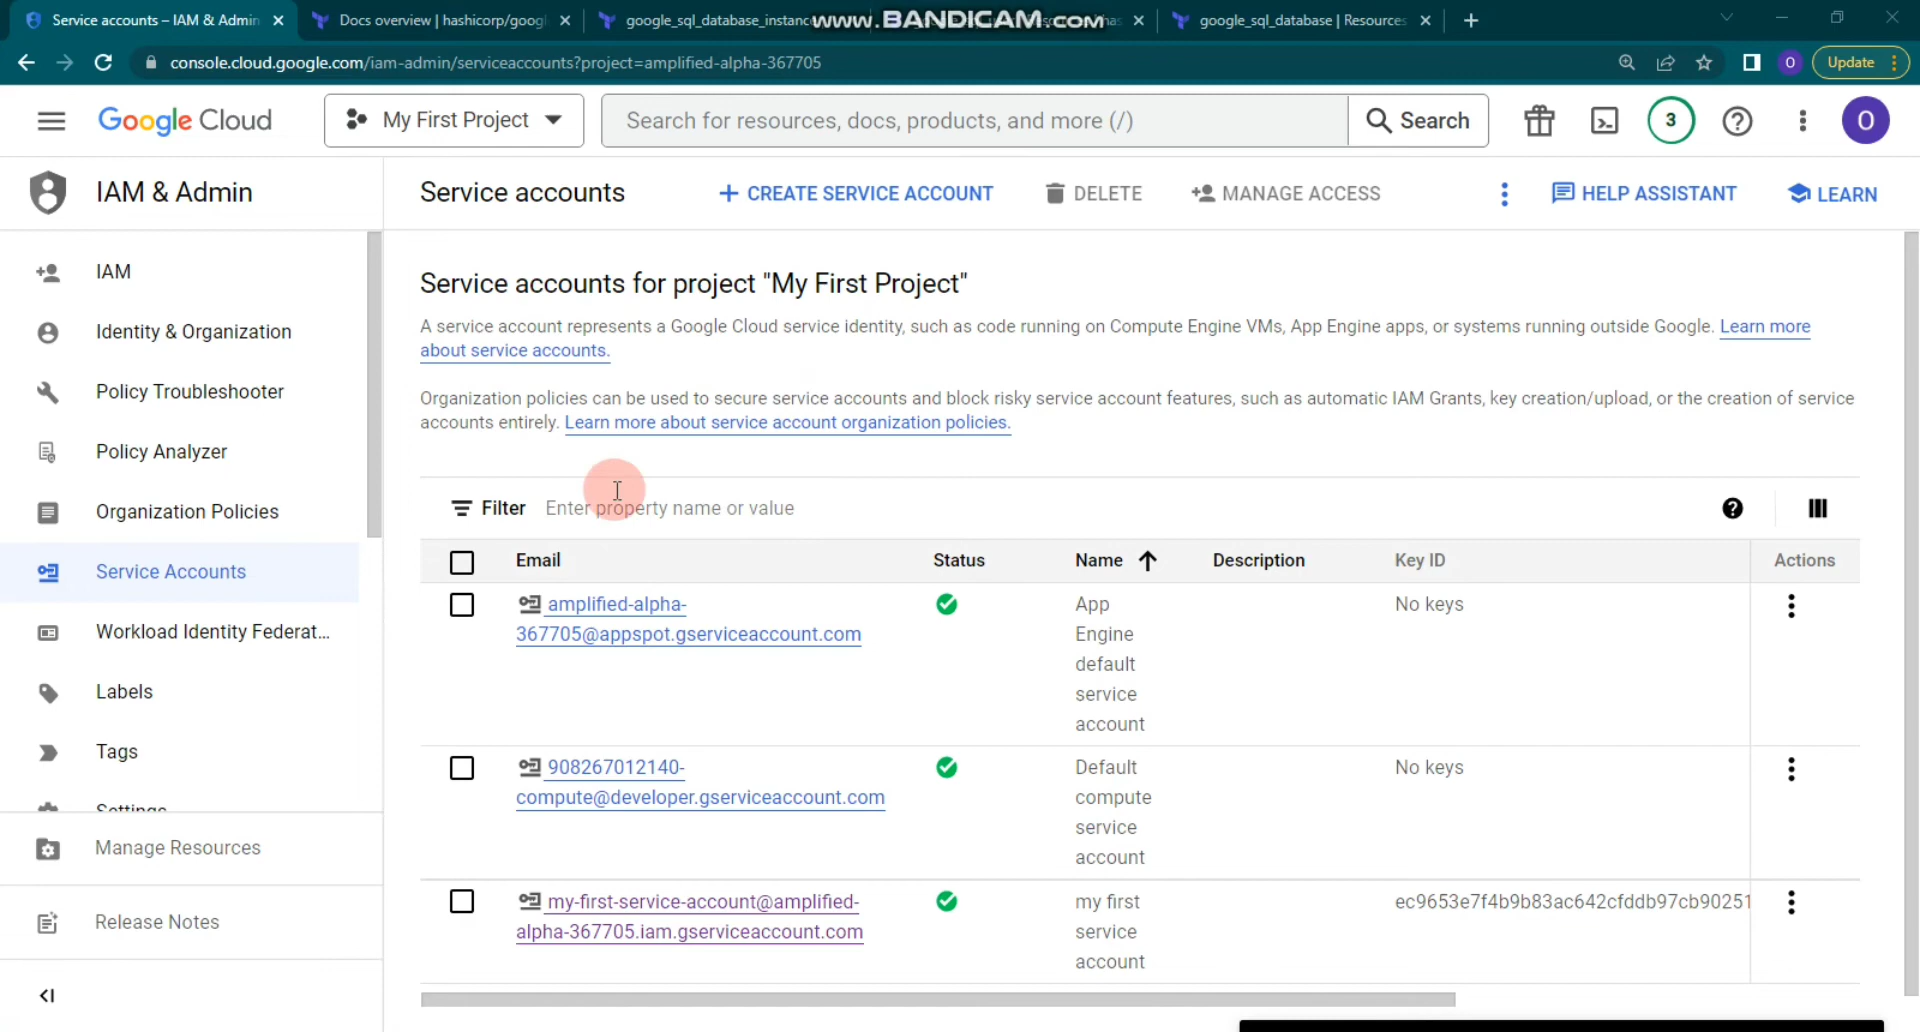 Service accounts – IAM & Admin
Docs overview | hashicorp/googl
google_sql_database_instanc
www.BANDICAM.com
google_sql_database | Resources
console.cloud.google.com/iam-admin/serviceaccounts?project=amplified-alpha-367705
O
Update
Google Cloud
My First Project
Search for resources, docs, products, and more (/)
Search
3
O
IAM & Admin
Service accounts
CREATE SERVICE ACCOUNT
DELETE
MANAGE ACCESS
HELP ASSISTANT
LEARN
IAM
Identity & Organization
Policy Troubleshooter
Policy Analyzer
Organization Policies
Service Accounts
Workload Identity Federat...
Labels
Tags
Settings
Manage Resources
Release Notes
Service accounts for project "My First Project"
A service account represents a Google Cloud service identity, such as code running on Compute Engine VMs, App Engine apps, or systems running outside Google. Learn more
about service accounts.
Organization policies can be used to secure service accounts and block risky service account features, such as automatic IAM Grants, key creation/upload, or the creation of service
accounts entirely. Learn more about service account organization policies.
Filter Enter property name or value
Email Status Name Description Key ID Actions
amplified-alpha-
367705@appspot.gserviceaccount.com
App
Engine
default
service
account
No keys
908267012140-
compute@developer.gserviceaccount.com
Default
compute
service
account
No keys
my-first-service-account@amplified-
alpha-367705.iam.gserviceaccount.com
my first
service
account
ec9653e7f4b9b83ac642cfddb97cb90251